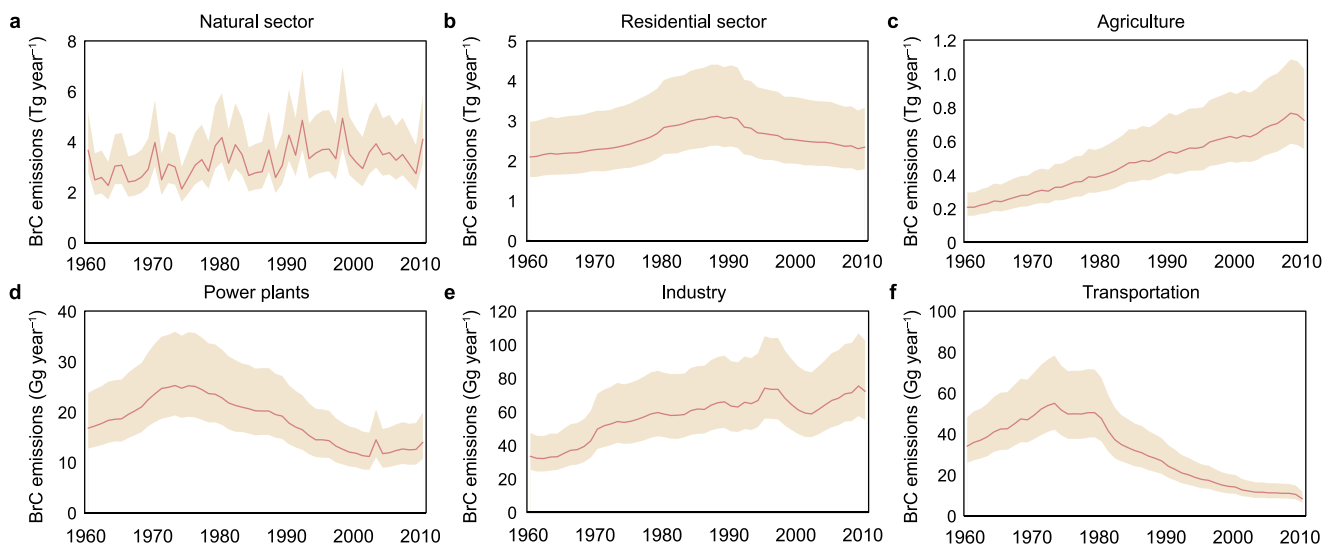 a Natural sector
BrC emissions (Tg year⁻¹)
8
6
4
2
0
1960 1970 1980 1990 2000 2010
b Residential sector
BrC emissions (Tg year⁻¹)
5
4
3
2
1
0
1960 1970 1980 1990 2000 2010
c Agriculture
BrC emissions (Tg year⁻¹)
1.2
1.0
0.8
0.6
0.4
0.2
0
1960 1970 1980 1990 2000 2010
d Power plants
BrC emissions (Gg year⁻¹)
40
30
20
10
0
1960 1970 1980 1990 2000 2010
e Industry
BrC emissions (Gg year⁻¹)
120
100
80
60
40
20
0
1960 1970 1980 1990 2000 2010
f Transportation
BrC emissions (Gg year⁻¹)
100
80
60
40
20
0
1960 1970 1980 1990 2000 2010